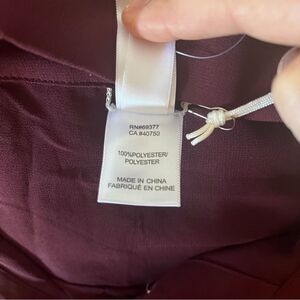 RN#69377
CA #40750
100%POLYESTER/
POLYESTER
MADE IN CHINA
FABRIQUÉ EN CHINE